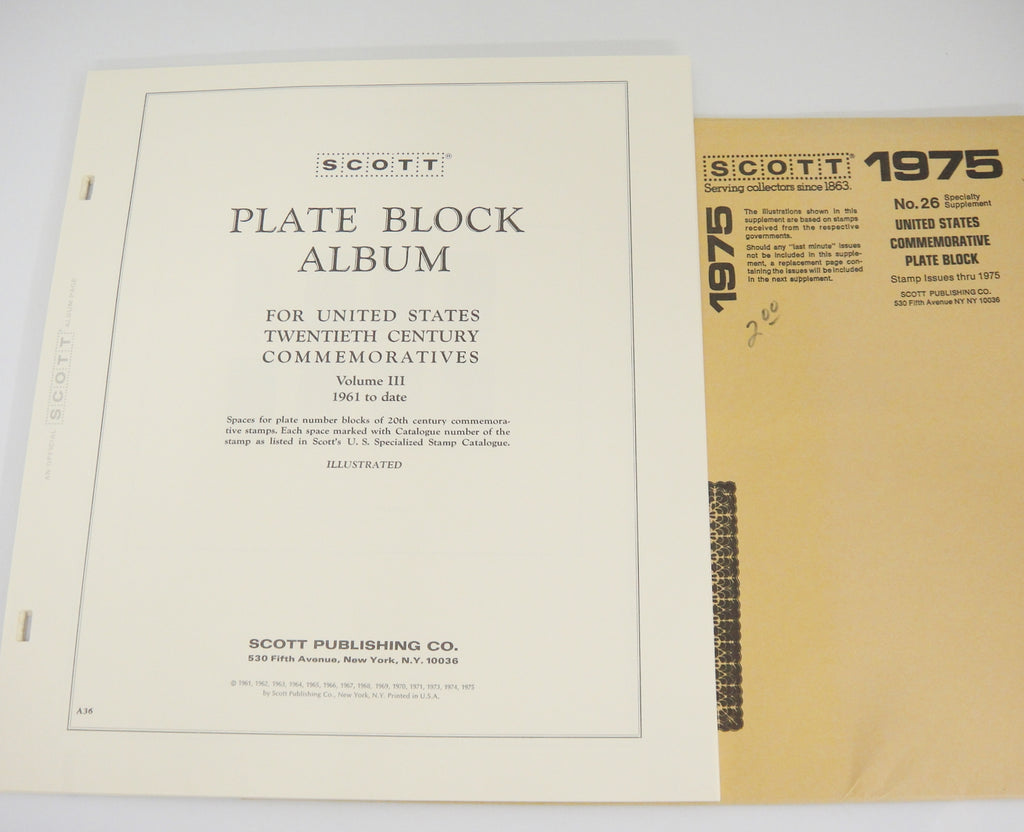 SCOTT®
PLATE BLOCK
ALBUM
FOR UNITED STATES
TWENTIETH CENTURY
COMMEMORATIVES
Volume III
1961 to date
Spaces for plate number blocks of 20th century commemora-
tive stamps. Each space marked with Catalogue number of the
stamp as listed in Scott's U. S. Specialized Stamp Catalogue.
ILLUSTRATED
SCOTT PUBLISHING CO.
530 Fifth Avenue, New York, N.Y. 10036
© 1961, 1962, 1963, 1964, 1965, 1966, 1967, 1968, 1969, 1970, 1971, 1973, 1974, 1975
by Scott Publishing Co., New York, N.Y. Printed in U.S.A.
A36
AN OFFICIAL SCOTT ALBUM PAGE
SCOTT®
Serving collectors since 1863.
1975
No. 26 Specialty
Supplement
UNITED STATES
COMMEMORATIVE
PLATE BLOCK
Stamp Issues thru 1975
SCOTT PUBLISHING CO.
530 Fifth Avenue NY NY 10036
1975
The illustrations shown in this
supplement are based on stamps
received from the respective
governments.
Should any "last minute" issues
not be included in this supple-
ment, a replacement page con-
taining the issues will be included
in the next supplement.
2.00